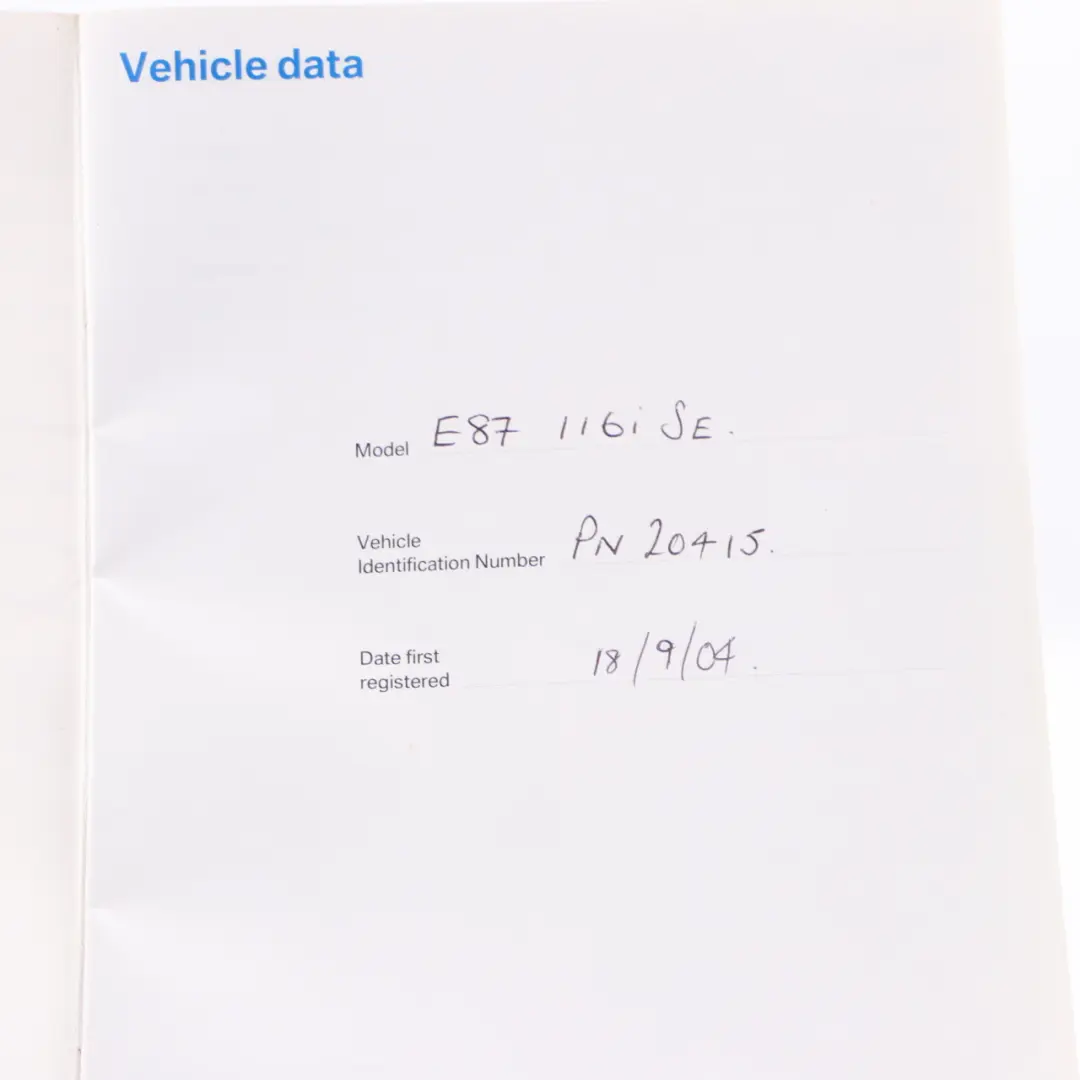 Vehicle data
Model E87 116i SE.
Vehicle
Identification Number PN 20415.
Date first
registered 18/9/04.